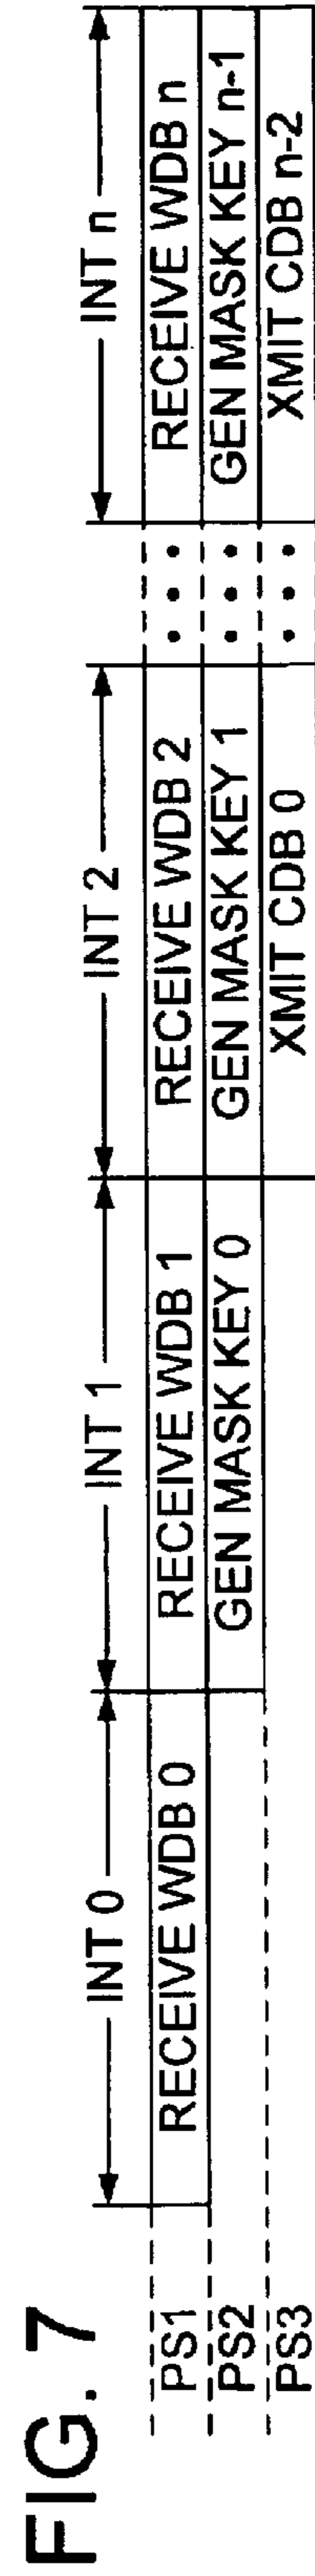 FIG. 7
INT 0 INT 1 INT 2 INT n
PS1 RECEIVE WDB 0 RECEIVE WDB 1 RECEIVE WDB 2 • • • RECEIVE WDB n
PS2 GEN MASK KEY 0 GEN MASK KEY 1 • • • GEN MASK KEY n-1
PS3 XMIT CDB 0 • • • XMIT CDB n-2